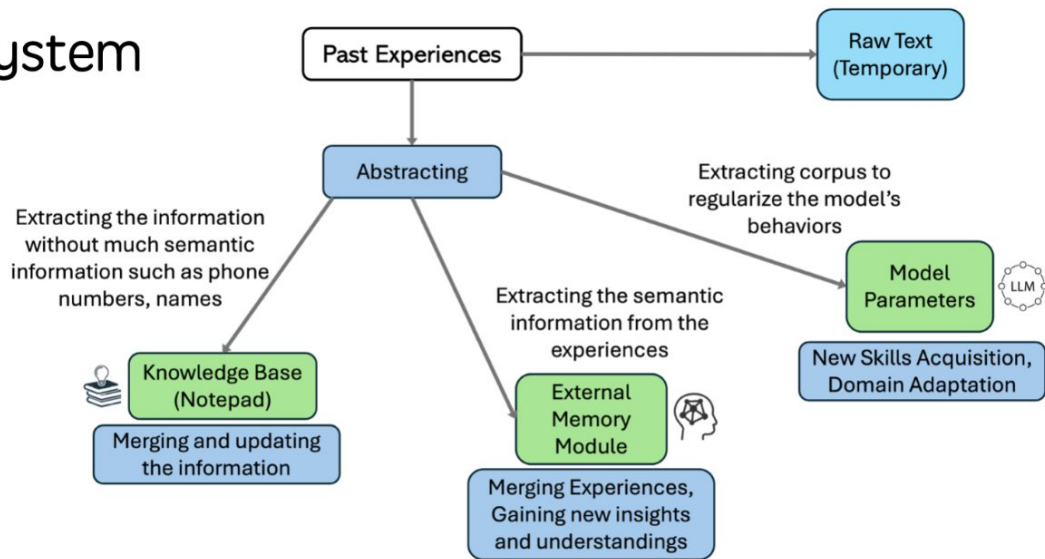 ystem
Past Experiences
Raw Text
(Temporary)
Abstracting
Extracting corpus to
regularize the model's
behaviors
Extracting the information
without much semantic
information such as phone
numbers, names
Model
Parameters
LLM
Extracting the semantic
information from the
experiences
New Skills Acquisition,
Domain Adaptation
Knowledge Base
(Notepad)
External
Memory
Module
Merging and updating
the information
Merging Experiences,
Gaining new insights
and understandings